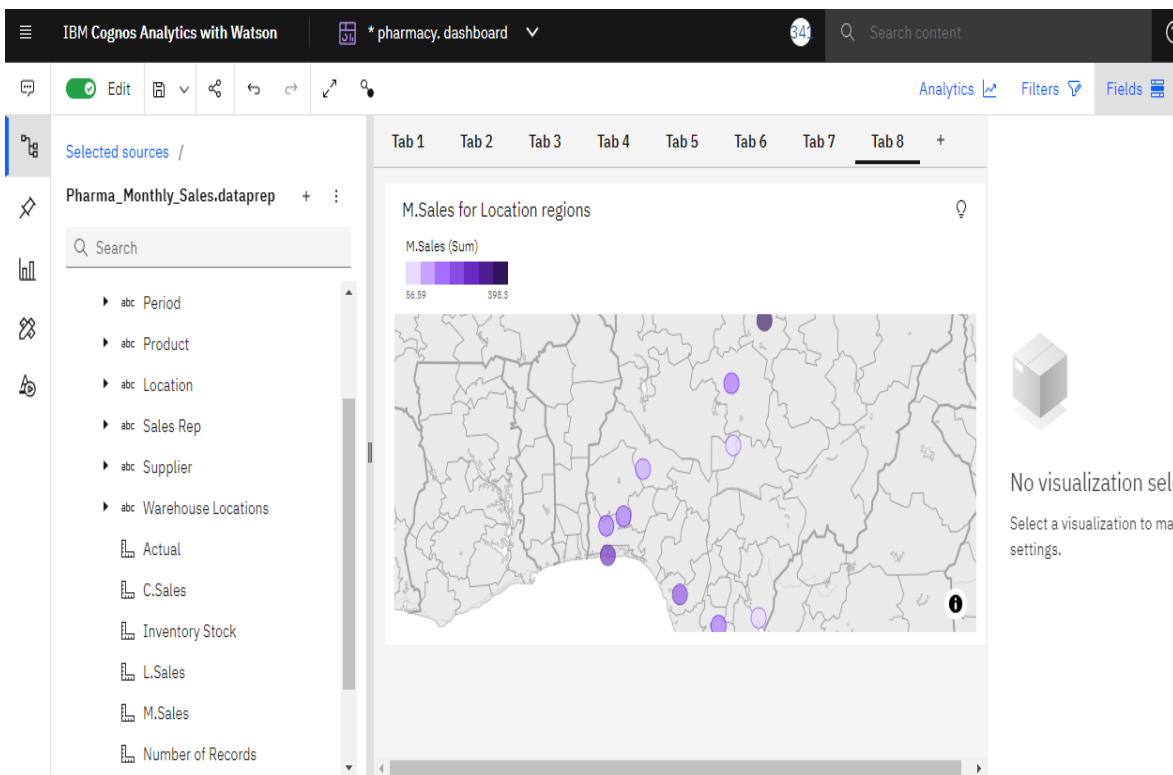 IBM Cognos Analytics with Watson
* pharmacy. dashboard
341
Search content
Edit
Analytics
Filters
Fields
Selected sources /
Pharma_Monthly_Sales.dataprep
Search
abc Period
abc Product
abc Location
abc Sales Rep
abc Supplier
abc Warehouse Locations
Actual
C.Sales
Inventory Stock
L.Sales
M.Sales
Number of Records
Tab 1 Tab 2 Tab 3 Tab 4 Tab 5 Tab 6 Tab 7 Tab 8 +
M.Sales for Location regions
M.Sales (Sum)
56.59 398.3
No visualization sel
Select a visualization to ma
settings.